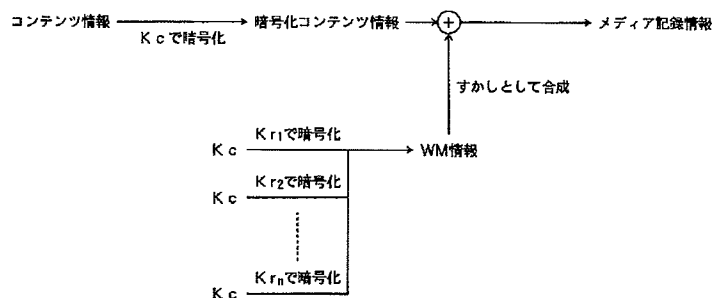 コンテンツ情報
Ｋｃで暗号化
暗号化コンテンツ情報
メディア記録情報
すかしとして合成
Ｋｒ₁で暗号化
Ｋｃ
WM情報
Ｋｒ₂で暗号化
Ｋｃ
Ｋｒₙで暗号化
Ｋｃ